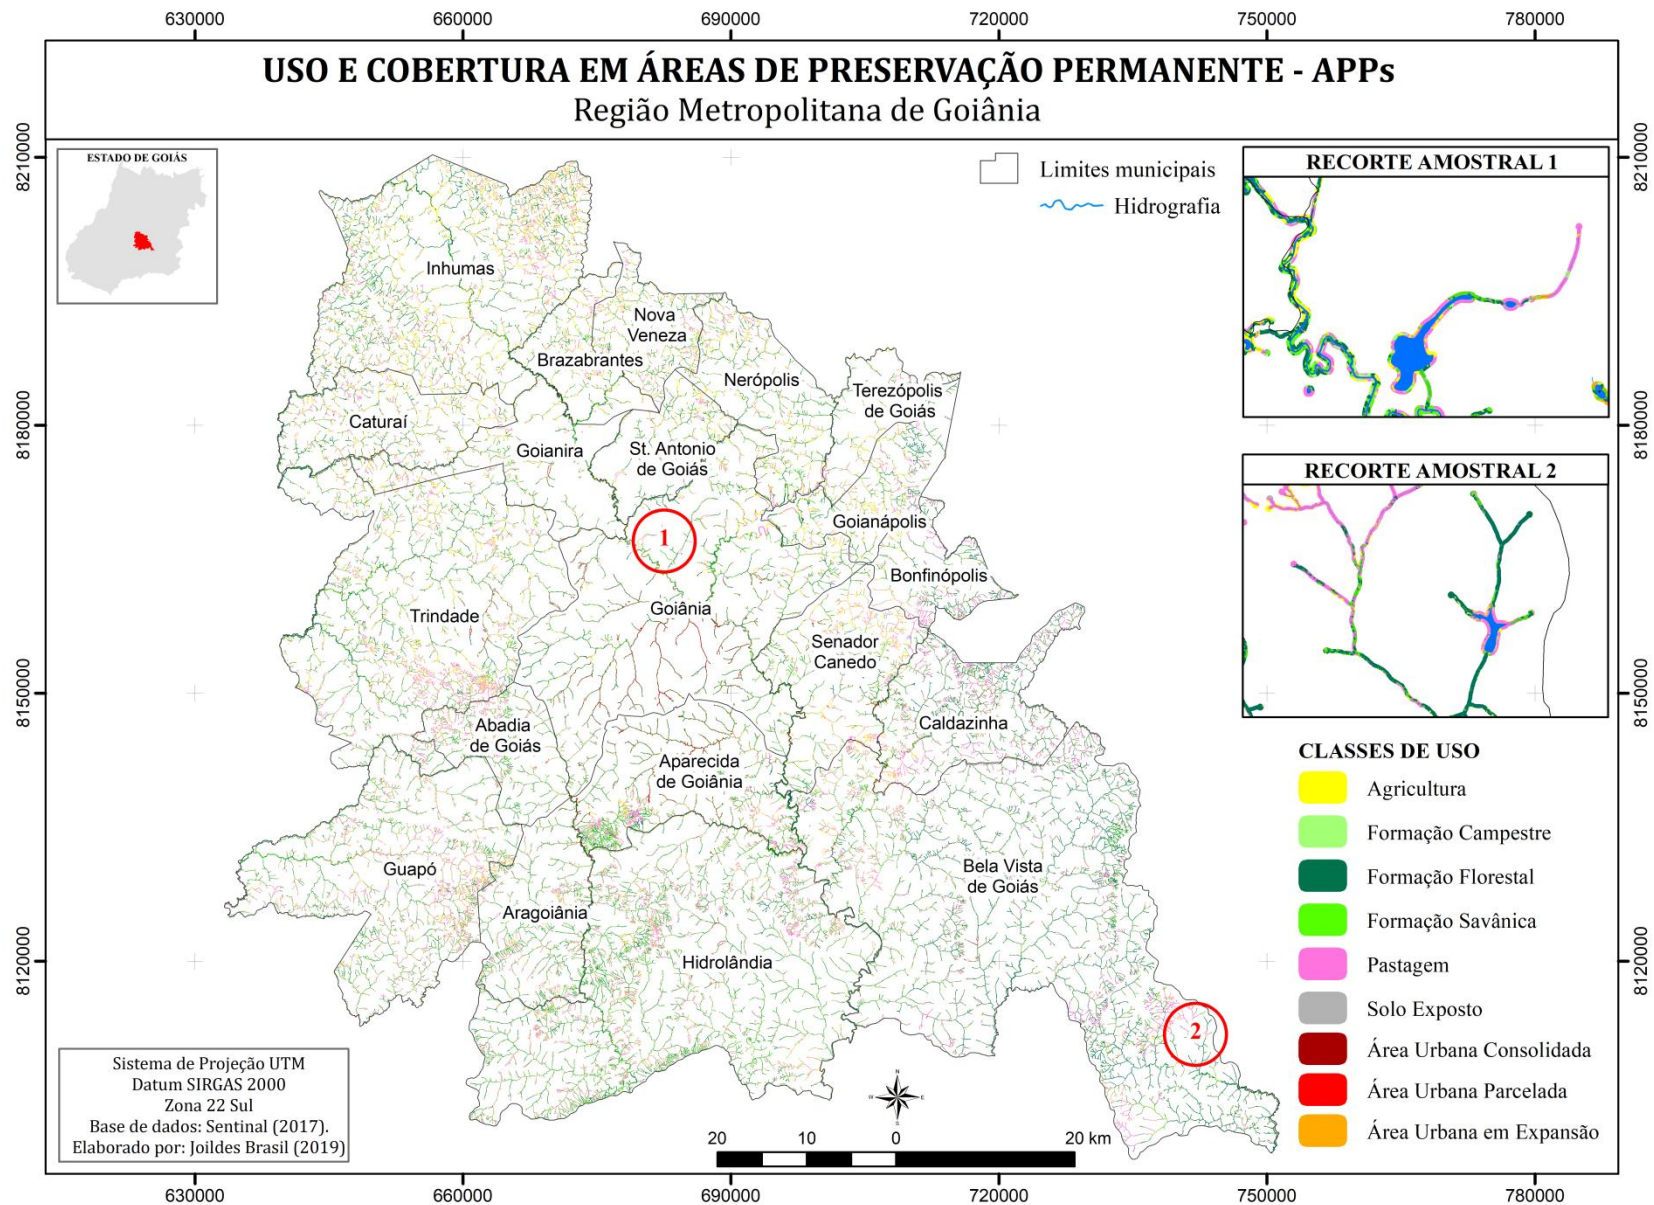 630000 660000 690000 720000 750000 780000
USO E COBERTURA EM ÁREAS DE PRESERVAÇÃO PERMANENTE - APPs
Região Metropolitana de Goiânia
8210000
8180000
8150000
8120000
ESTADO DE GOIÁS
Limites municipais
Hidrografia
RECORTE AMOSTRAL 1
RECORTE AMOSTRAL 2
8210000
8180000
8150000
8120000
Inhumas
Nova
Veneza
Brazabrantes
Nerópolis
Terezópolis
de Goiás
Caturaí
Goianira
St. Antonio
de Goiás
Goianápolis
1
Bonfinópolis
Goiânia
Trindade
Senador
Canedo
Caldazinha
Abadia
de Goiás
Aparecida
de Goiânia
Guapó
Bela Vista
de Goiás
Aragoiânia
Hidrolândia
2
CLASSES DE USO
Agricultura
Formação Campestre
Formação Florestal
Formação Savânica
Pastagem
Solo Exposto
Área Urbana Consolidada
Área Urbana Parcelada
Área Urbana em Expansão
Sistema de Projeção UTM
Datum SIRGAS 2000
Zona 22 Sul
Base de dados: Sentinal (2017).
Elaborado por: Joildes Brasil (2019)
N
E
S
W
20 10 0 20 km
630000 660000 690000 720000 750000 780000